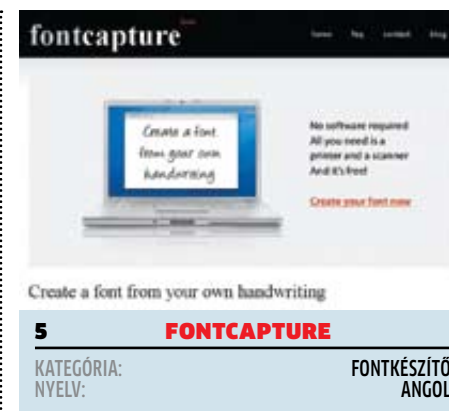 fontcapture
home faq contact blog
Create a font
from your own
handwriting
No software required
All you need is a
printer and a scanner
And it's free!
Create your font now
Create a font from your own handwriting
5 FONTCAPTURE
KATEGÓRIA: FONTKÉSZÍTŐ
NYELV: ANGOL